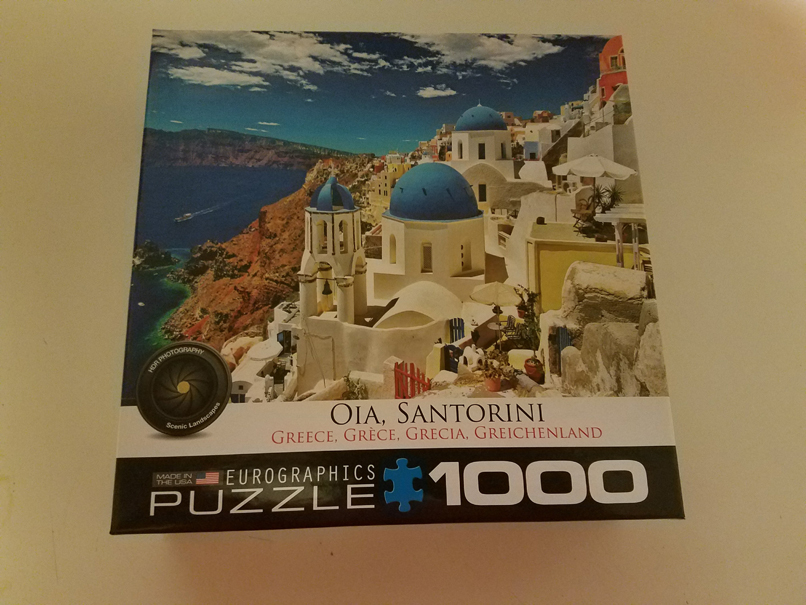 HDR PHOTOGRAPHY
Scenic Landscapes
OIA, SANTORINI
GREECE, GRÈCE, GRECIA, GREICHENLAND
MADE IN
THE USA
EUROGRAPHICS
PUZZLE 1000